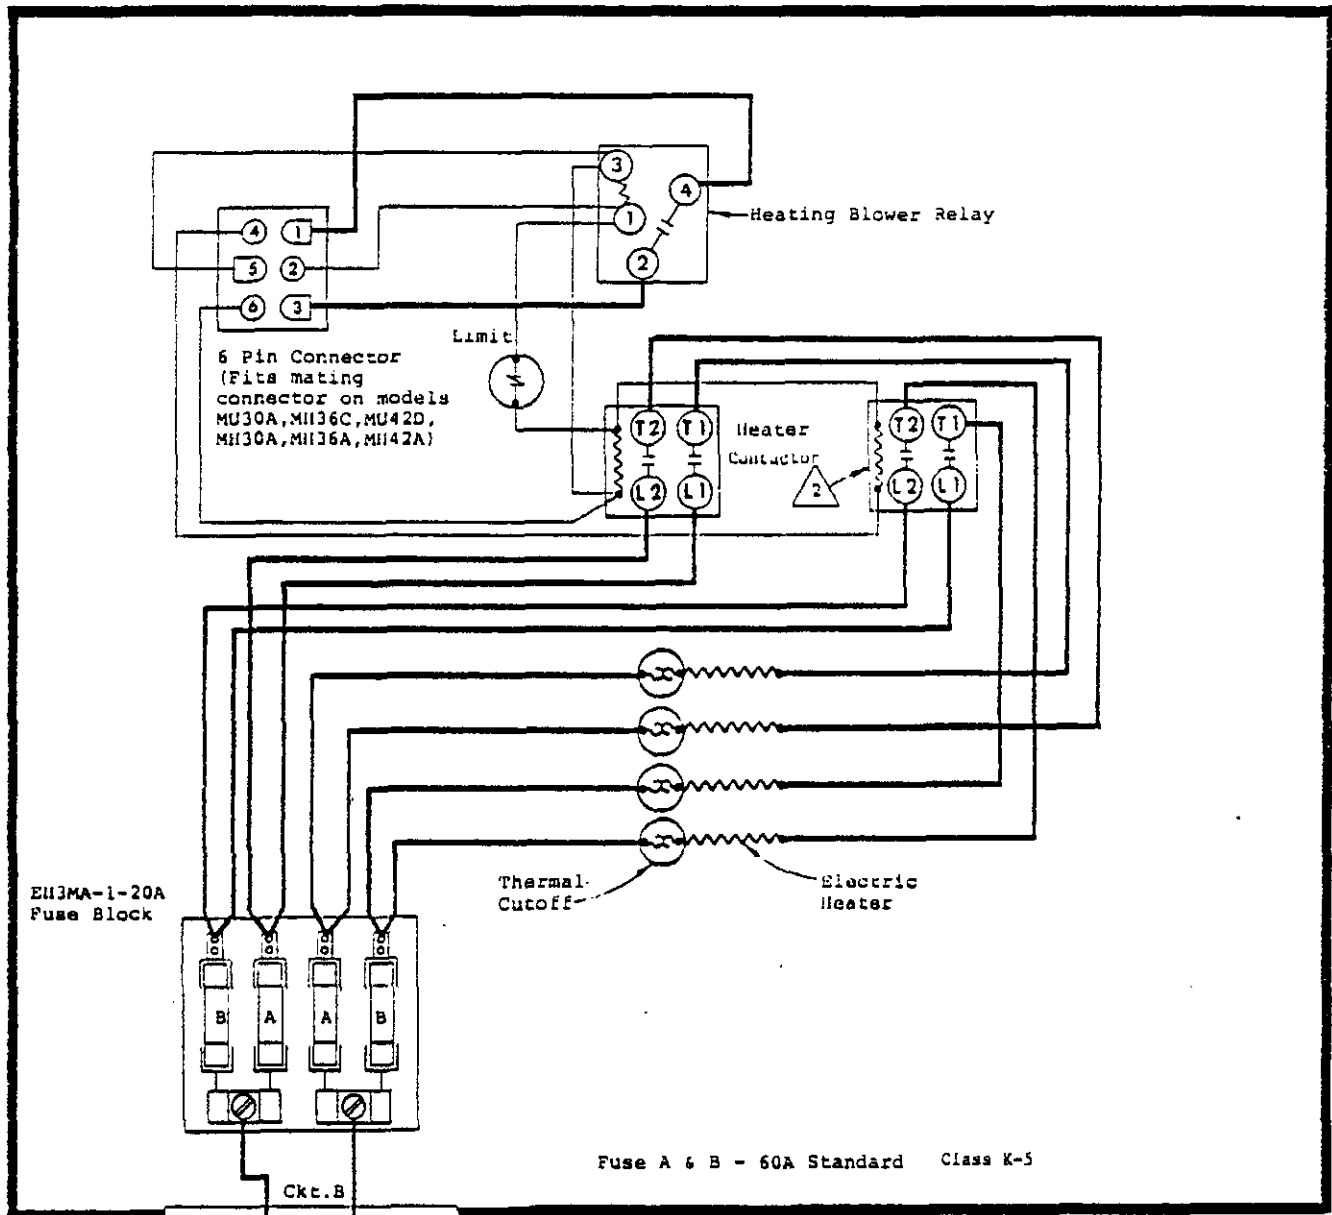 3
4
1
Heating Blower Relay
2
4 1
5 2
6 3
Limit
6 Pin Connector
(Fits mating
connector on models
MU30A,MH36C,MU42D,
MH30A,MH36A,MH42A)
T2 T1
Heater
Contactor
L2 L1
2
T2 T1
L2 L1
Thermal
Cutoff
Electric
Heater
EH3MA-1-20A
Fuse Block
B A A B
Fuse A & B - 60A Standard Class K-5
Ckt.B